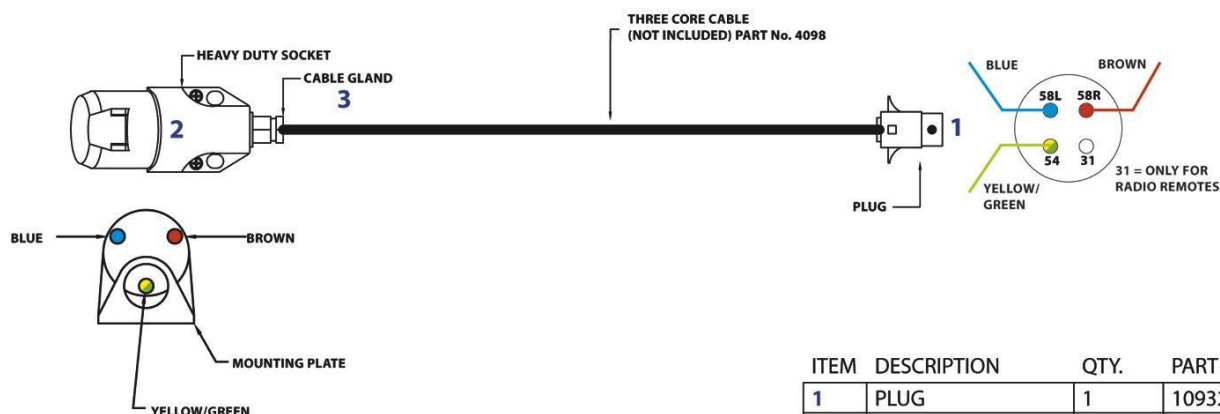 THREE CORE CABLE
(NOT INCLUDED) PART No. 4098
HEAVY DUTY SOCKET
CABLE GLAND
3
2
1
PLUG
BLUE
BROWN
58L 58R
54 31
31 = ONLY FOR
RADIO REMOTES
YELLOW/
GREEN
BLUE
BROWN
MOUNTING PLATE
YELLOW/GREEN
ITEM DESCRIPTION QTY. PART
1 PLUG 1